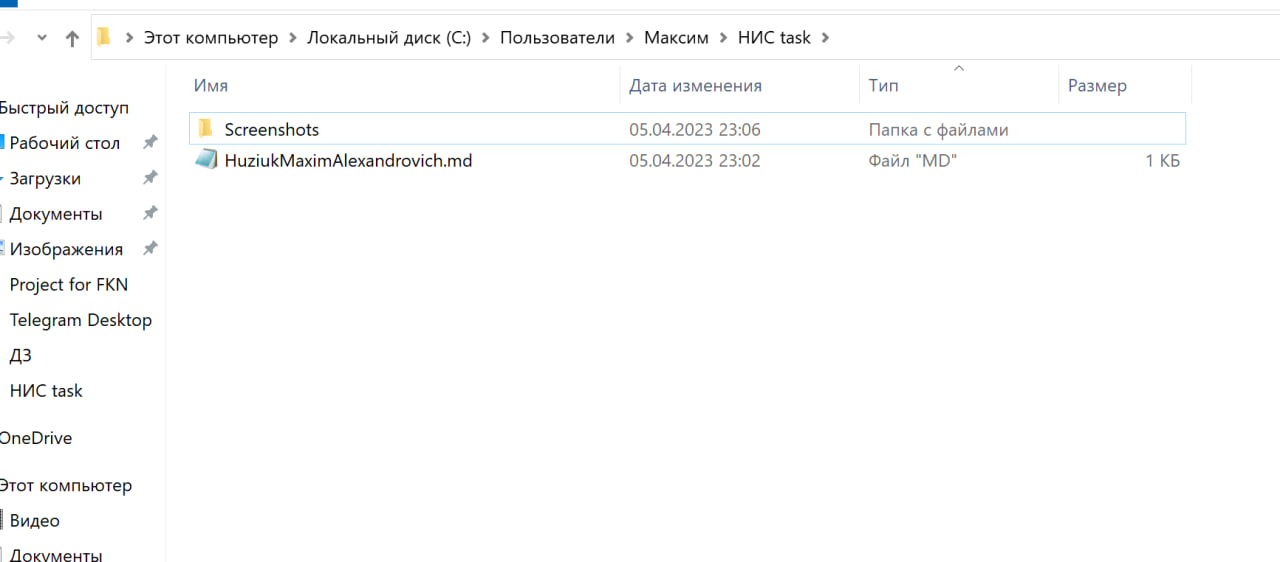 Этот компьютер > Локальный диск (C:) > Пользователи > Максим > НИС task >
Имя Дата изменения Тип Размер
Быстрый доступ
Screenshots 05.04.2023 23:06 Папка с файлами
Рабочий стол
HuziukMaximAlexandrovich.md 05.04.2023 23:02 Файл "MD" 1 КБ
Загрузки
Документы
Изображения
Project for FKN
Telegram Desktop
ДЗ
НИС task
OneDrive
Этот компьютер
Видео
Документы